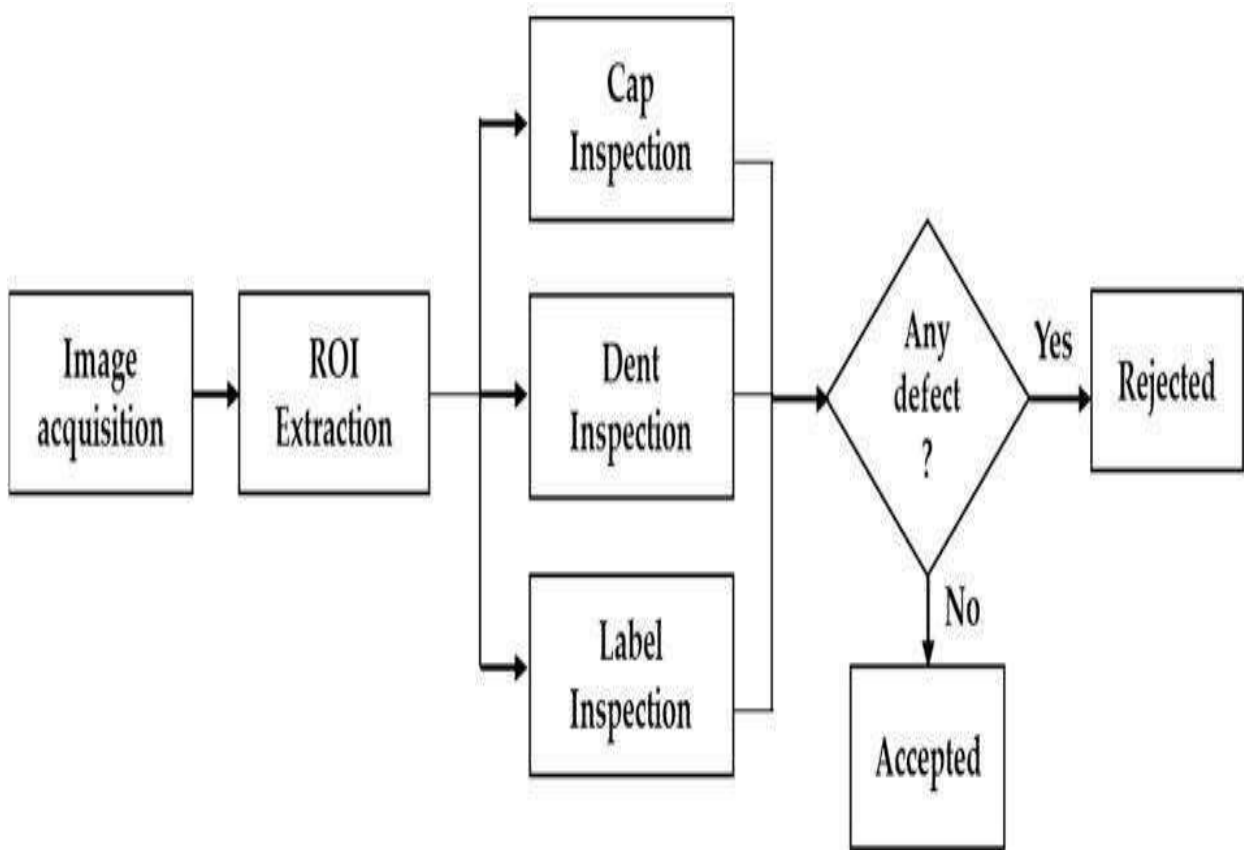 Image
acquisition
ROI
Extraction
Cap
Inspection
Dent
Inspection
Label
Inspection
Any
defect
?
Yes
Rejected
No
Accepted